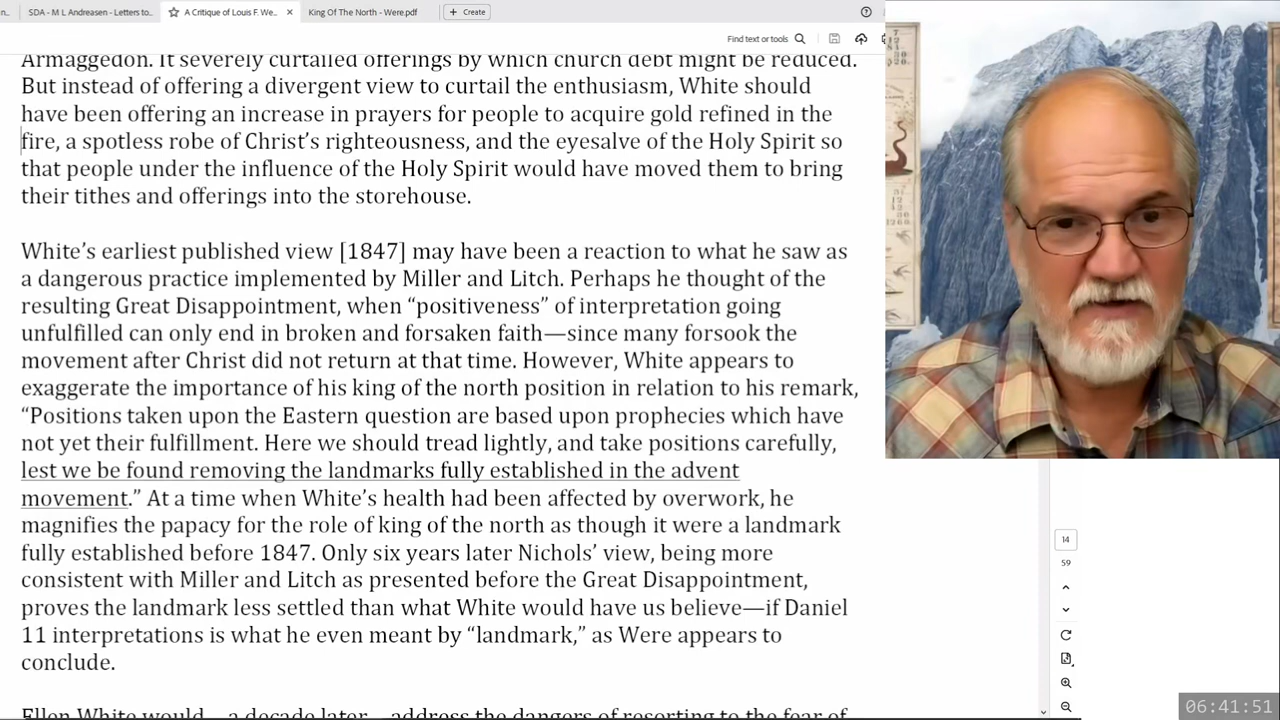 n..
SDA - M L Andreasen - Letters to...
A Critique of Louis F. We...
King Of The North - Were.pdf
Create
Find text or tools
Armaggedon. It severely curtailed offerings by which church debt might be reduced.
But instead of offering a divergent view to curtail the enthusiasm, White should
have been offering an increase in prayers for people to acquire gold refined in the
fire, a spotless robe of Christ’s righteousness, and the eyesalve of the Holy Spirit so
that people under the influence of the Holy Spirit would have moved them to bring
their tithes and offerings into the storehouse.
White’s earliest published view [1847] may have been a reaction to what he saw as
a dangerous practice implemented by Miller and Litch. Perhaps he thought of the
resulting Great Disappointment, when “positiveness” of interpretation going
unfulfilled can only end in broken and forsaken faith—since many forsook the
movement after Christ did not return at that time. However, White appears to
exaggerate the importance of his king of the north position in relation to his remark,
“Positions taken upon the Eastern question are based upon prophecies which have
not yet their fulfillment. Here we should tread lightly, and take positions carefully,
lest we be found removing the landmarks fully established in the advent
movement.” At a time when White’s health had been affected by overwork, he
magnifies the papacy for the role of king of the north as though it were a landmark
fully established before 1847. Only six years later Nichols’ view, being more
consistent with Miller and Litch as presented before the Great Disappointment,
proves the landmark less settled than what White would have us believe—if Daniel
11 interpretations is what he even meant by “landmark,” as Were appears to
conclude.
Ellen White would—a decade later—address the dangers of resorting to the fear of
14
59
06:41:51